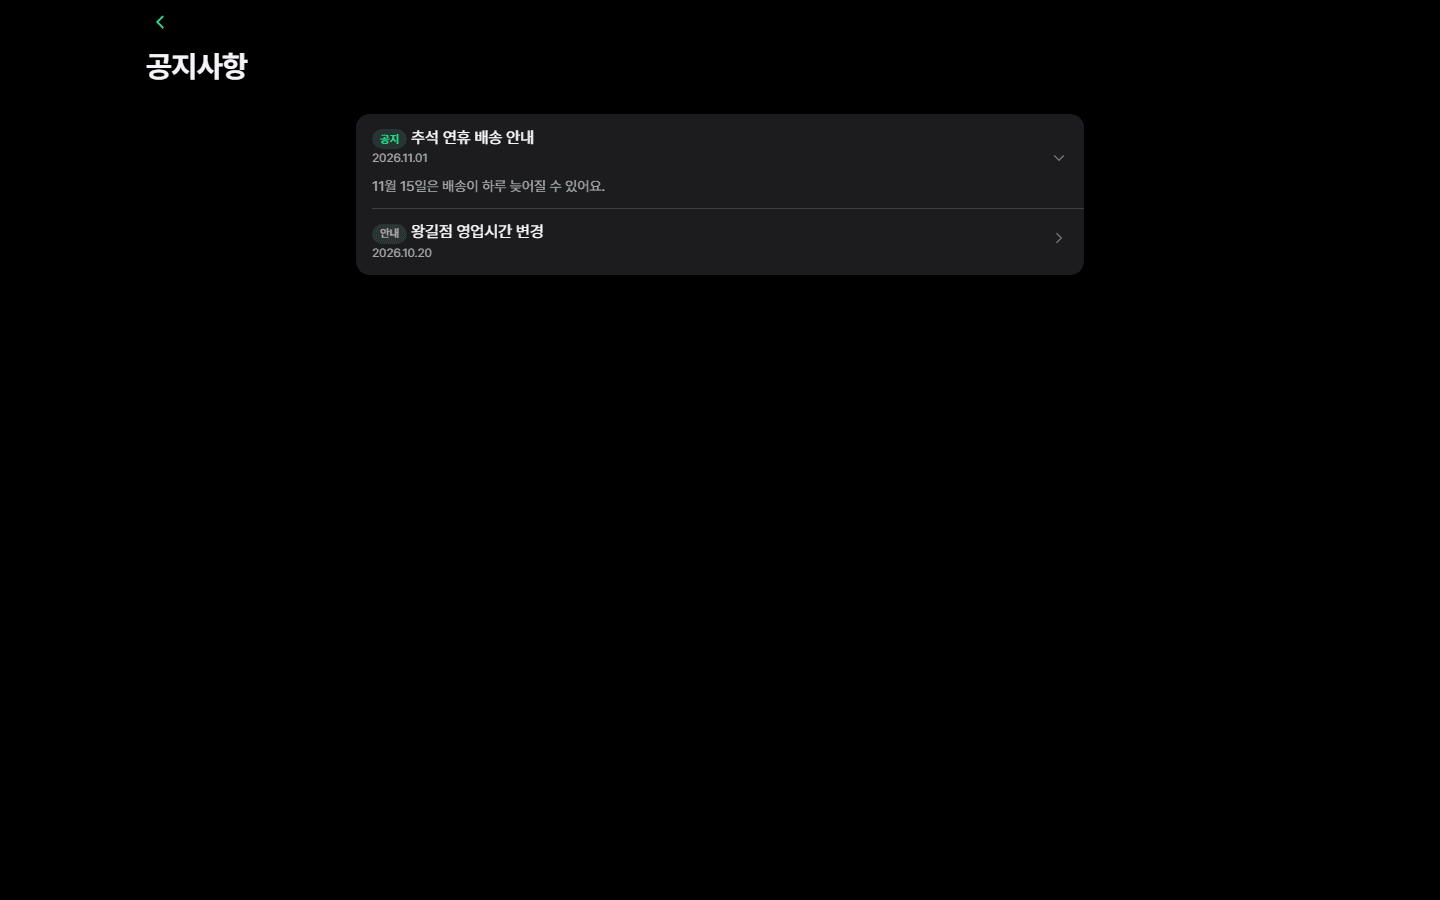 공지사항
공지 추석 연휴 배송 안내
2026.11.01
11월 15일은 배송이 하루 늦어질 수 있어요.
안내 왕길점 영업시간 변경
2026.10.20